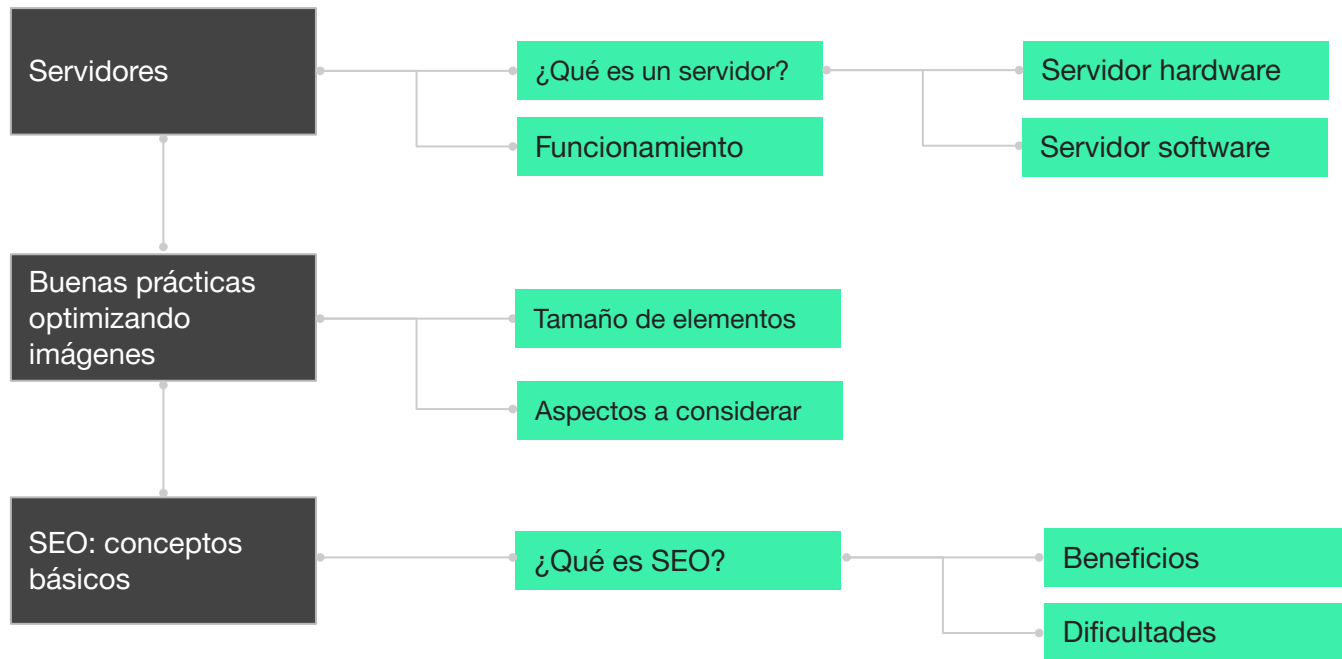 Servidores
¿Qué es un servidor?
Servidor hardware
Funcionamiento
Servidor software
Buenas prácticas
optimizando
imágenes
Tamaño de elementos
Aspectos a considerar
SEO: conceptos
básicos
¿Qué es SEO?
Beneficios
Dificultades